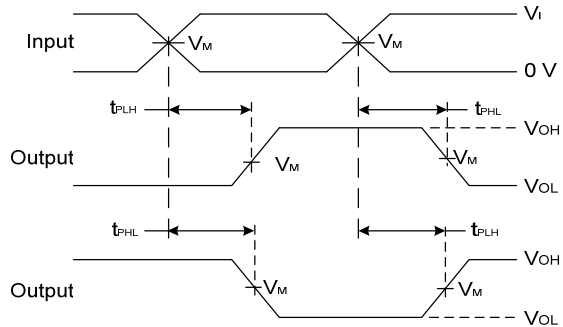 VI
Input VM VM
0 V
tPLH tPHL
VOH
Output VM VM
VOL
tPHL tPLH
VOH
Output VM VM
VOL